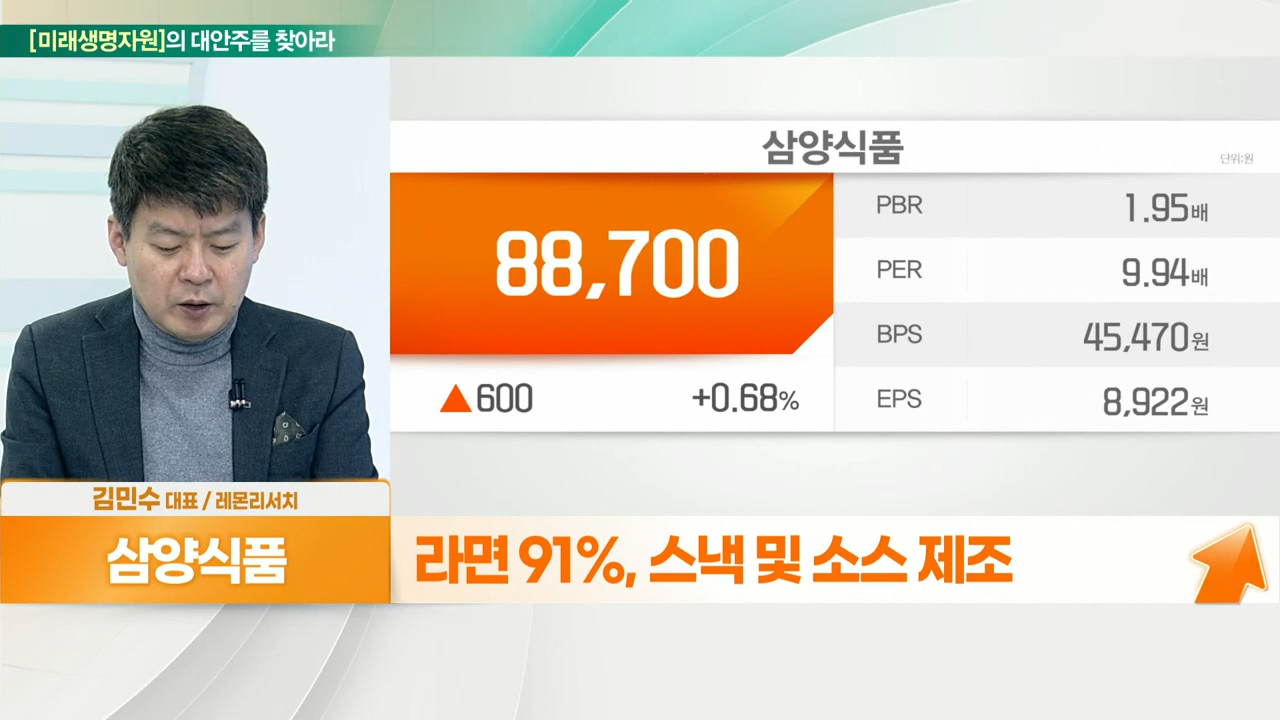 [미래생명자원]의 대안주를 찾아라
삼양식품
단위:원
88,700
▲600 +0.68%
PBR 1.95배
PER 9.94배
BPS 45,470원
EPS 8,922원
김민수 대표 / 레몬리서치
삼양식품
라면 91%, 스낵 및 소스 제조